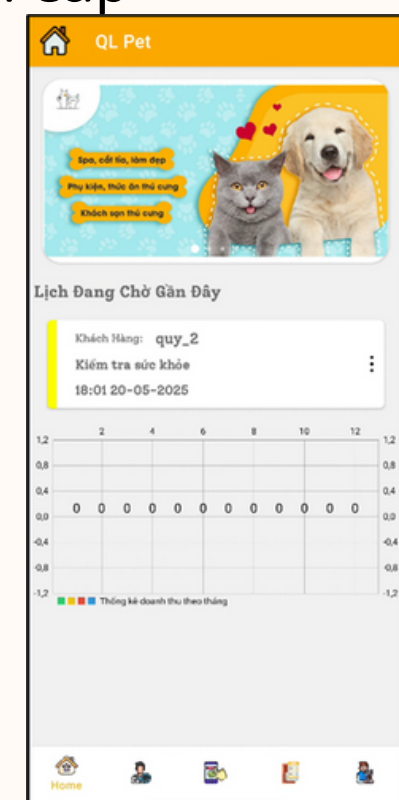 QL Pet
Spa, cắt tỉa, làm đẹp
Phụ kiện, thức ăn thú cưng
Khách sạn thú cưng
Lịch Đang Chờ Gần Đây
Khách Hàng: quy_2
Kiểm tra sức khỏe
18:01 20-05-2025
2 4 6 8 10 12
1,2 1,2
0,8 0,8
0,4 0,4
0 0 0 0 0 0 0 0 0 0 0 0
0,0 0,0
-0,4 -0,4
-0,8 -0,8
-1,2 -1,2
Thống kê doanh thu theo tháng
Home